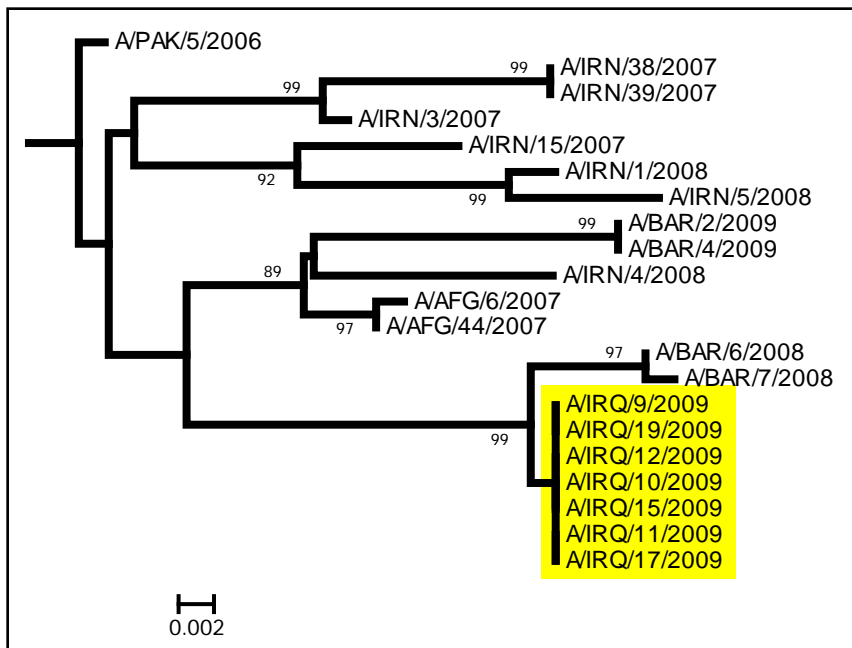 A/PAK/5/2006
99
99
A/IRN/38/2007
A/IRN/39/2007
A/IRN/3/2007
A/IRN/15/2007
92
A/IRN/1/2008
99
A/IRN/5/2008
99
A/BAR/2/2009
A/BAR/4/2009
89
A/IRN/4/2008
A/AFG/6/2007
97
A/AFG/44/2007
97
A/BAR/6/2008
A/BAR/7/2008
99
A/IRQ/9/2009
A/IRQ/19/2009
A/IRQ/12/2009
A/IRQ/10/2009
A/IRQ/15/2009
A/IRQ/11/2009
A/IRQ/17/2009
0.002